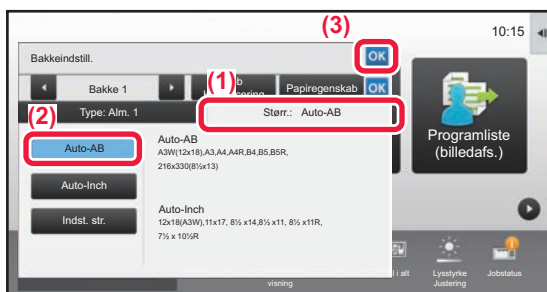 (3)
10:15
Bakkeindstill.
OK
Bakke 1
(1)
Papiregenskab
OK
Type: Alm. 1
Størr.: Auto-AB
(2)
Auto-AB
Auto-AB
A3W(12x18),A3,A4,A4R,B4,B5,B5R,
216x330(8½x13)
Auto-Inch
Auto-Inch
12x18(A3W),11x17, 8½ x14,8½ x11, 8½ x11R,
7½ x 10½R
Indst. str.
Programliste
(billedafs.)
l i alt
Lysstyrke
Justering
Jobstatus
visning